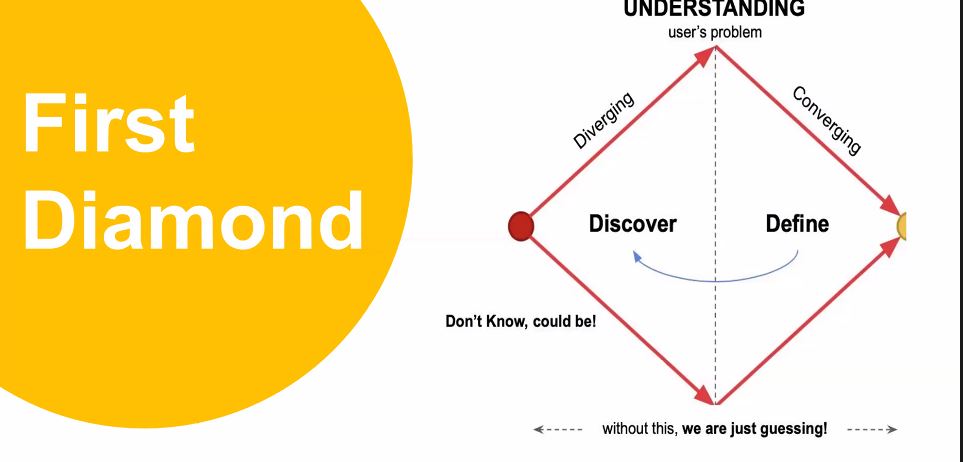 First
Diamond
UNDERSTANDING
user's problem
Diverging
Converging
Discover
Define
Don't Know, could be!
without this, we are just guessing!